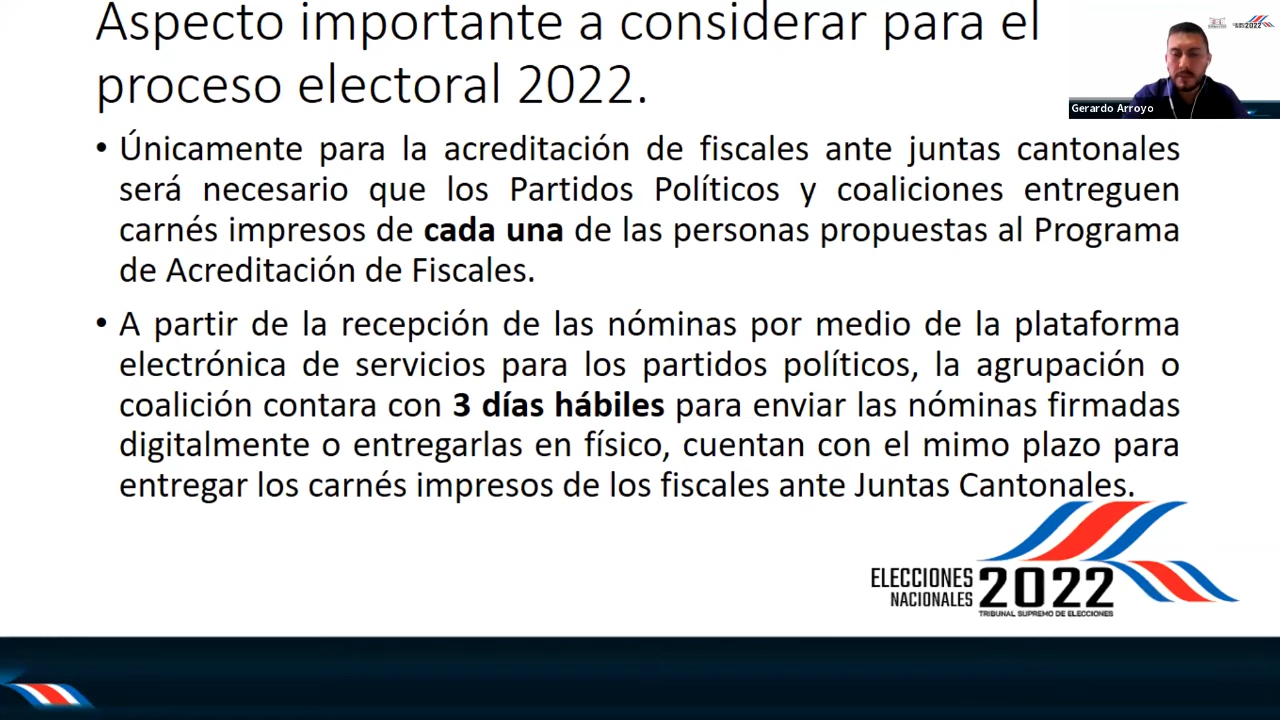 Aspecto importante a considerar para el
proceso electoral 2022.
Gerardo Arroyo
• Únicamente para la acreditación de fiscales ante juntas cantonales
será necesario que los Partidos Políticos y coaliciones entreguen
carnés impresos de cada una de las personas propuestas al Programa
de Acreditación de Fiscales.
• A partir de la recepción de las nóminas por medio de la plataforma
electrónica de servicios para los partidos políticos, la agrupación o
coalición contara con 3 días hábiles para enviar las nóminas firmadas
digitalmente o entregarlas en físico, cuentan con el mimo plazo para
entregar los carnés impresos de los fiscales ante Juntas Cantonales.
ELECCIONES
NACIONALES
2022
TRIBUNAL SUPREMO DE ELECCIONES